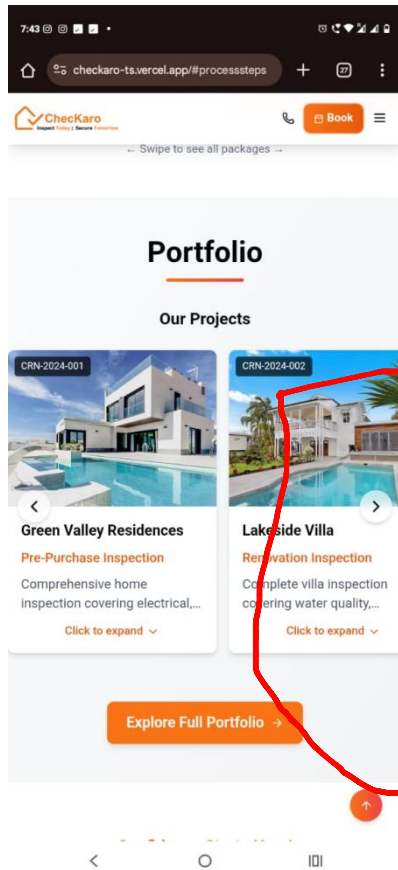 7:43
checkaro-ts.vercel.app/#processsteps
27
ChecKaro
Inspect Today | Secure Tomorrow
Book
← Swipe to see all packages →
Portfolio
Our Projects
CRN-2024-001
CRN-2024-002
Green Valley Residences
Pre-Purchase Inspection
Comprehensive home
inspection covering electrical,...
Click to expand
Lakeside Villa
Renovation Inspection
Complete villa inspection
covering water quality,...
Click to expand
Explore Full Portfolio →